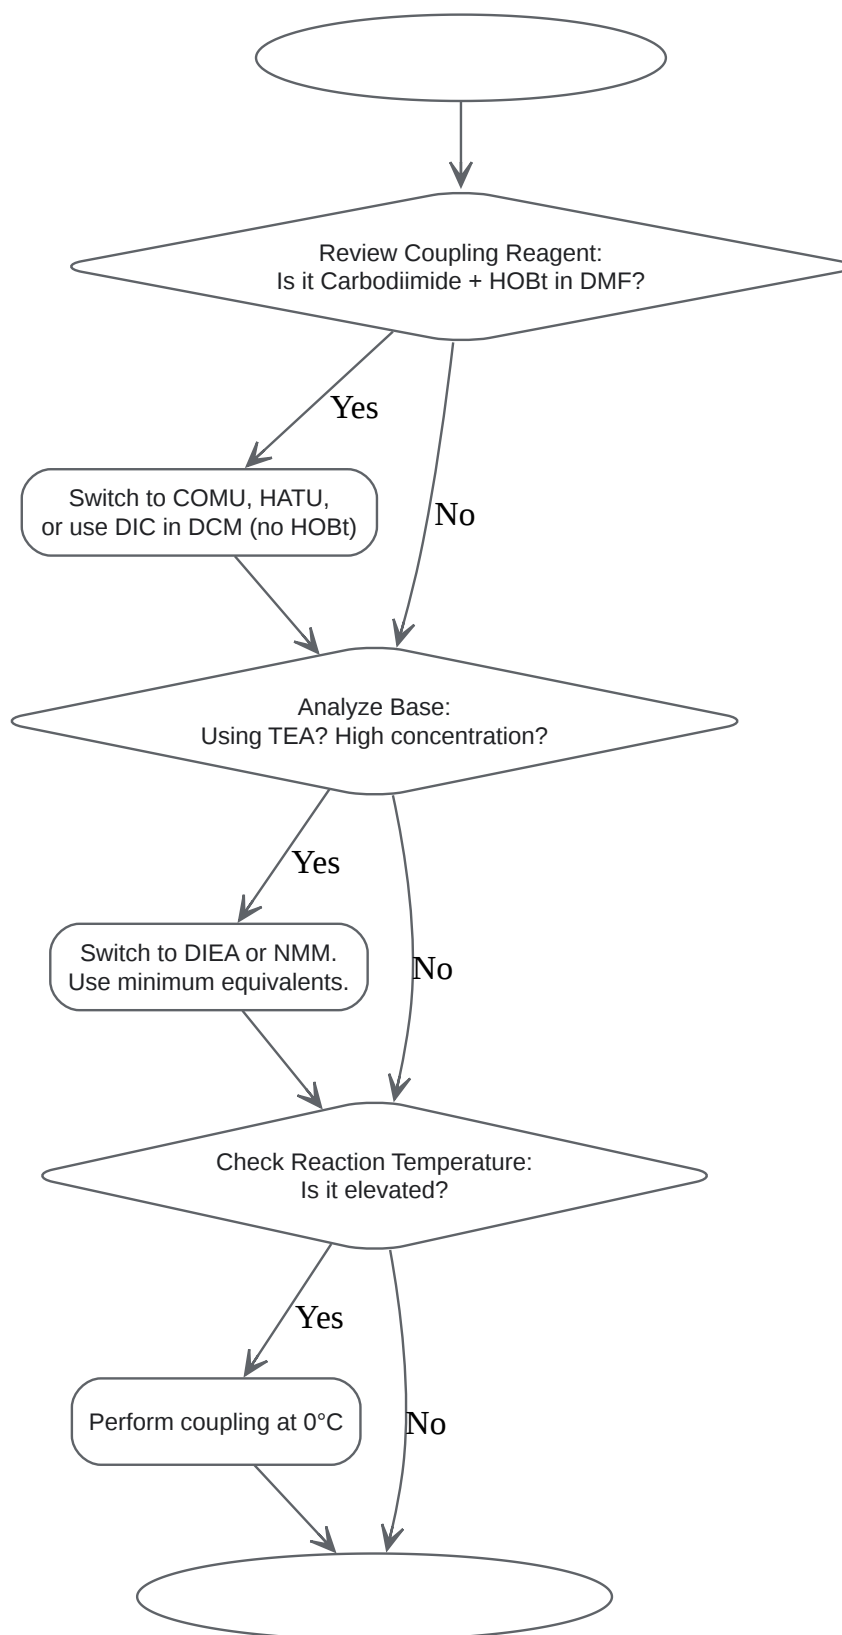 Review Coupling Reagent:
Is it Carbodiimide + HOBt in DMF?
Yes
Switch to COMU, HATU,
or use DIC in DCM (no HOBt)
No
Analyze Base:
Using TEA? High concentration?
Yes
Switch to DIEA or NMM.
Use minimum equivalents.
No
Check Reaction Temperature:
Is it elevated?
Yes
Perform coupling at 0°C
No